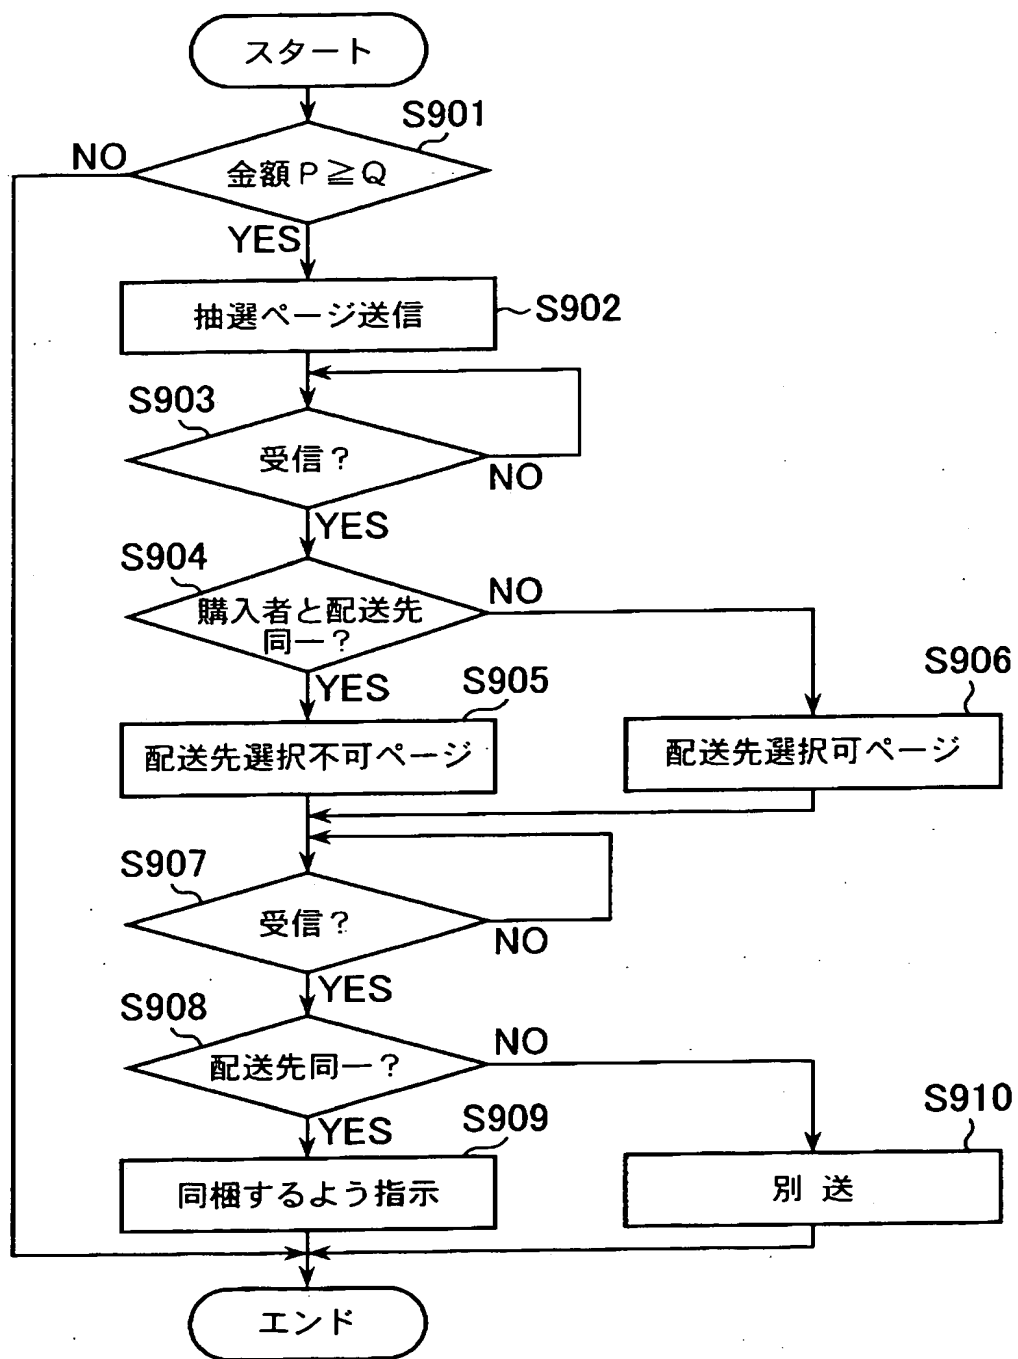 スタート
S901
NO
金額P≧Q
YES
抽選ページ送信
S902
S903
受信?
NO
YES
S904
NO
購入者と配送先
同一?
YES
S905
S906
配送先選択不可ページ
配送先選択可ページ
S907
受信?
NO
YES
S908
NO
配送先同一?
YES
S909
S910
同梱するよう指示
別 送
エンド